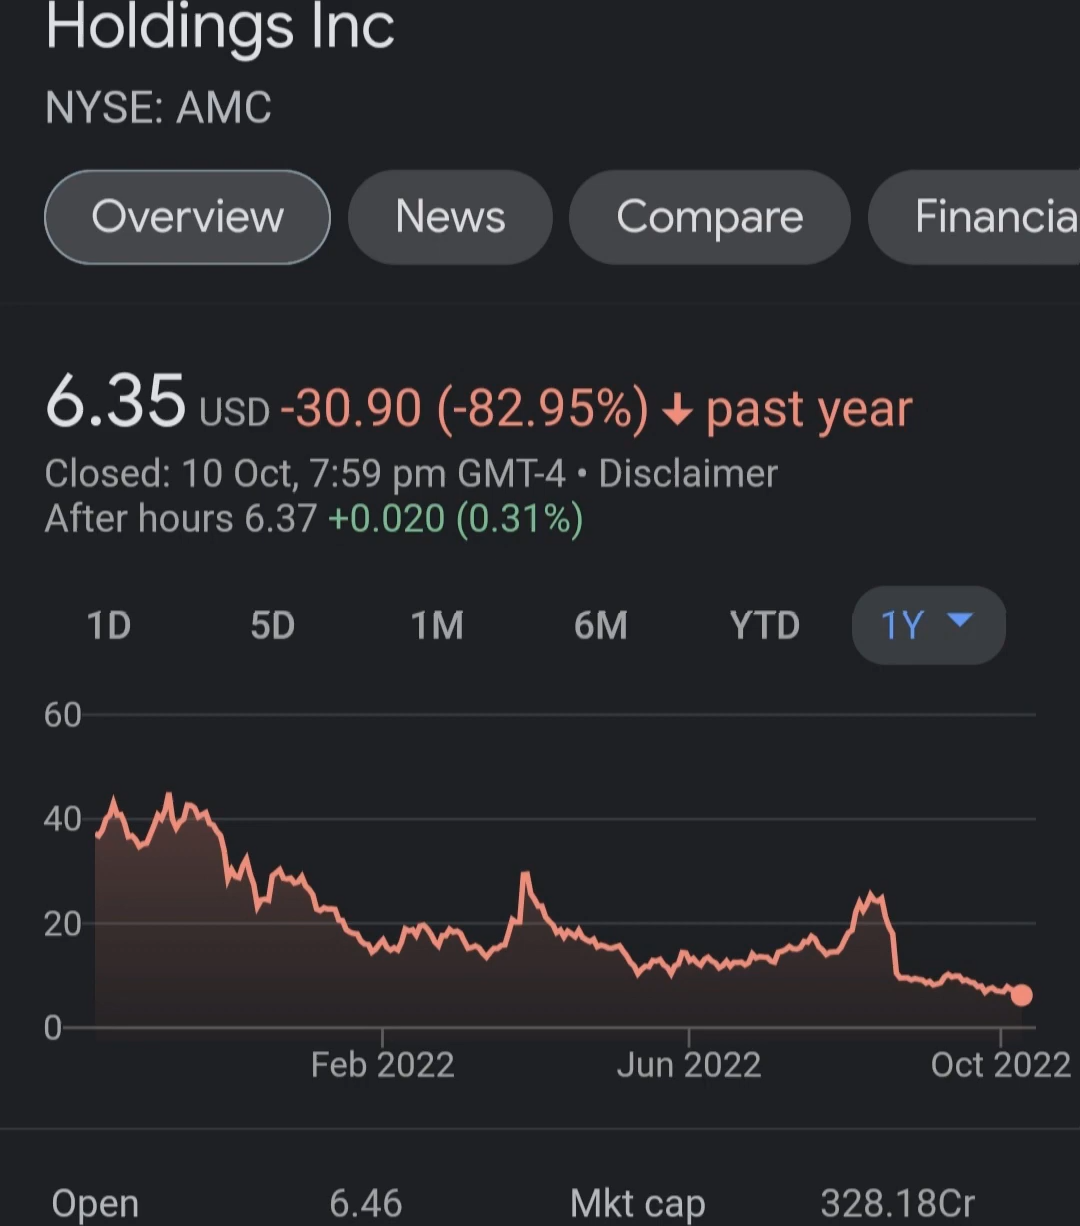 Holdings Inc
NYSE: AMC
Overview News Compare Financia
6.35 USD -30.90 (-82.95%) ↓ past year
Closed: 10 Oct, 7:59 pm GMT-4 • Disclaimer
After hours 6.37 +0.020 (0.31%)
1D 5D 1M 6M YTD 1Y
60
40
20
0
Feb 2022 Jun 2022 Oct 2022
Open 6.46 Mkt cap 328.18Cr